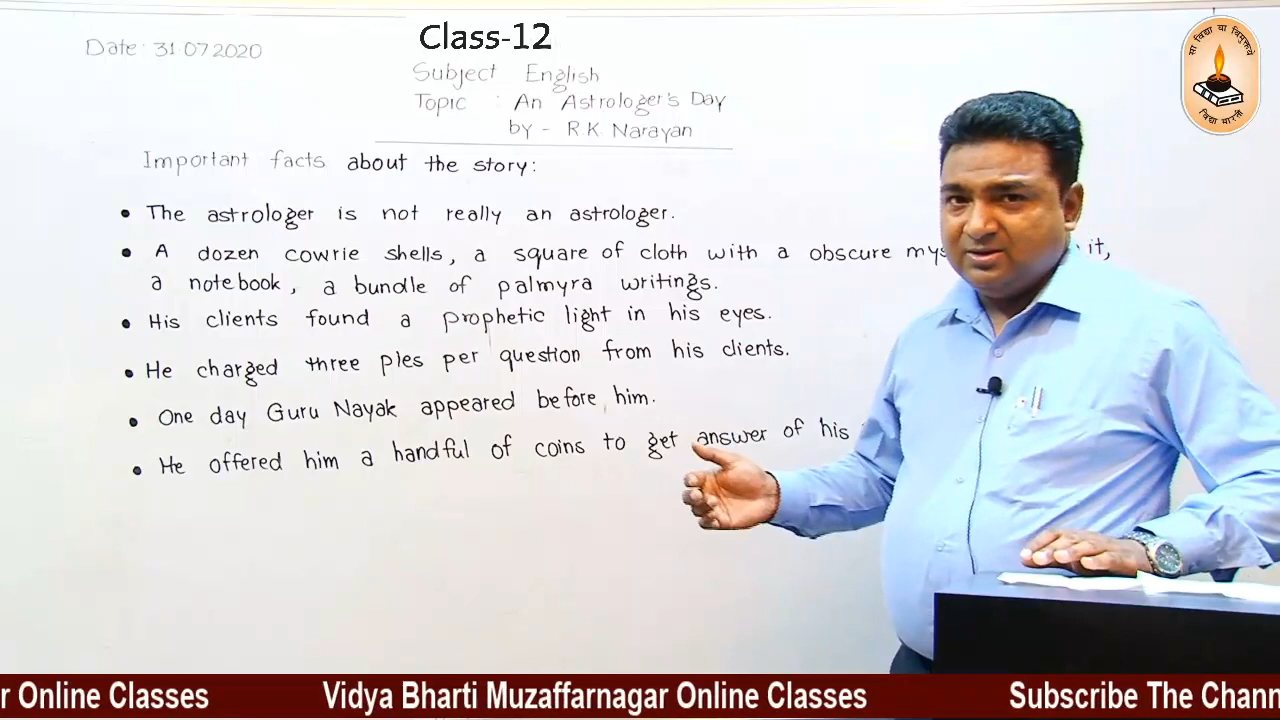 Date: 31.07.2020
Class-12
Subject English
Topic : An Astrologer's Day
by - R.K. Narayan
Important facts about the story:
• The astrologer is not really an astrologer.
• A dozen cowrie shells, a square of cloth with a obscure it,
a notebook, a bundle of palmyra writings.
• His clients found a prophetic light in his eyes.
• He charged three pies per question from his clients.
• One day Guru Nayak appeared before him.
• He offered him a handful of coins to get answer of his
सा विद्या या विमुक्तये
विद्या भारती
r Online Classes Vidya Bharti Muzaffarnagar Online Classes Subscribe The Chann